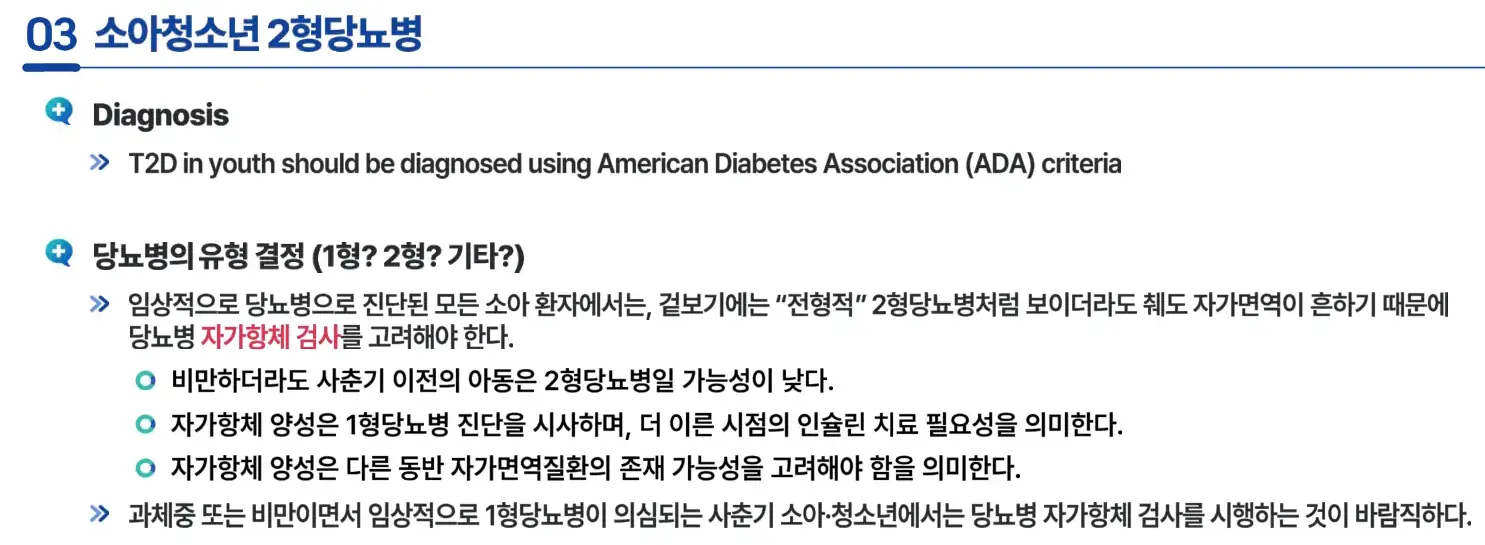 03 소아청소년 2형당뇨병
Diagnosis
T2D in youth should be diagnosed using American Diabetes Association (ADA) criteria
당뇨병의 유형 결정 (1형? 2형? 기타?)
임상적으로 당뇨병으로 진단된 모든 소아 환자에서는, 겉보기에는 “전형적” 2형당뇨병처럼 보이더라도 췌도 자가면역이 흔하기 때문에
당뇨병 자가항체 검사를 고려해야 한다.
비만하더라도 사춘기 이전의 아동은 2형당뇨병일 가능성이 낮다.
자가항체 양성은 1형당뇨병 진단을 시사하며, 더 이른 시점의 인슐린 치료 필요성을 의미한다.
자가항체 양성은 다른 동반 자가면역질환의 존재 가능성을 고려해야 함을 의미한다.
과체중 또는 비만이면서 임상적으로 1형당뇨병이 의심되는 사춘기 소아·청소년에서는 당뇨병 자가항체 검사를 시행하는 것이 바람직하다.